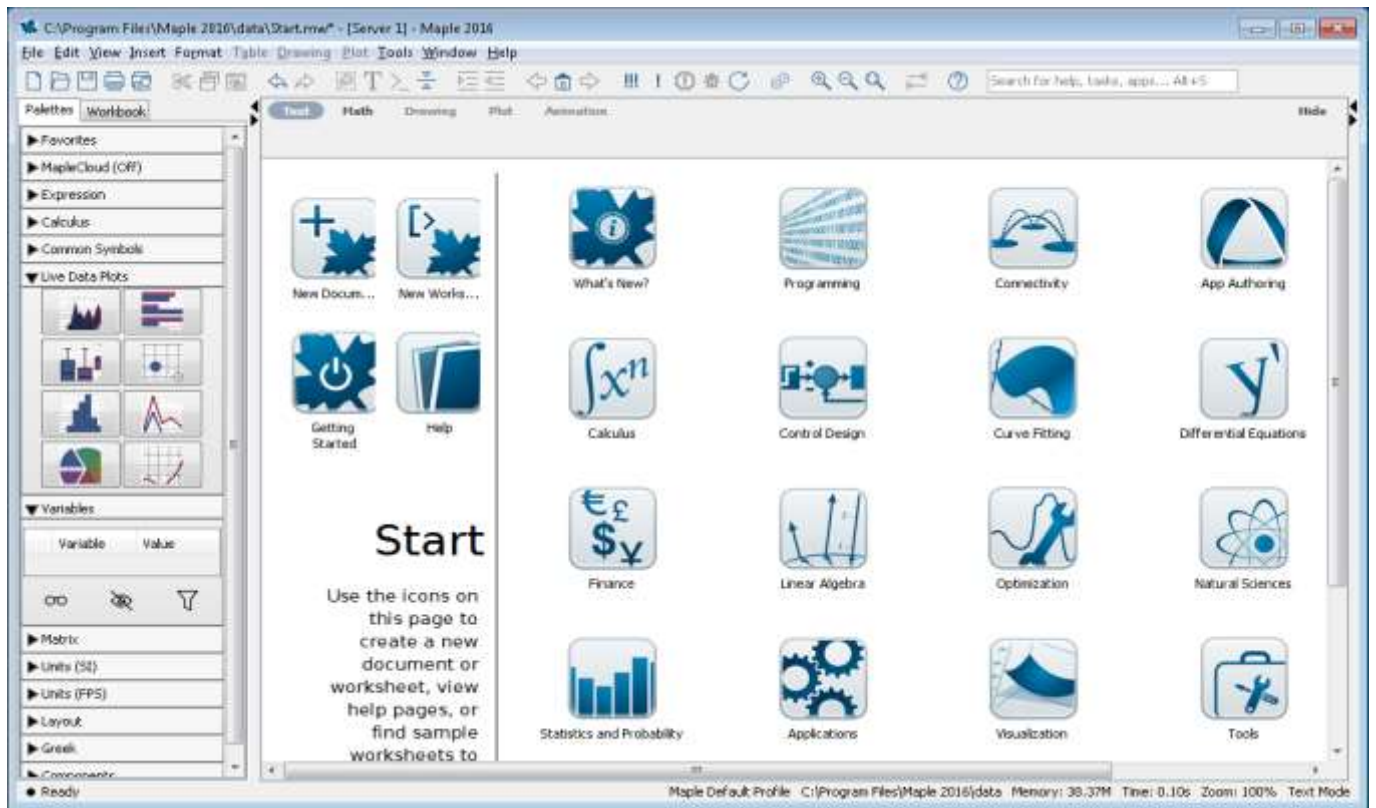 C:\Program Files\Maple 2016\data\Start.mw* - [Server 1] - Maple 2016
File Edit View Insert Format Table Drawing Plot Tools Window Help
Search for help, tasks, apps... Alt+S
Palettes Workbook
Text Math Drawing Plot Animation Hide
Favorites
MapleCloud (Off)
Expression
Calculus
Common Symbols
Live Data Plots
Variables
Variable Value
Matrix
Units (SI)
Units (FPS)
Layout
Greek
Components
New Docum... New Works...
Getting Started
Help
Start
Use the icons on
this page to
create a new
document or
worksheet, view
help pages, or
find sample
worksheets to
What's New? Programming Connectivity App Authoring
Calculus Control Design Curve Fitting Differential Equations
Finance Linear Algebra Optimization Natural Sciences
Statistics and Probability Applications Visualization Tools
Ready
Maple Default Profile C:\Program Files\Maple 2016\data Memory: 38.37M Time: 0.10s Zoom: 100% Text Mode